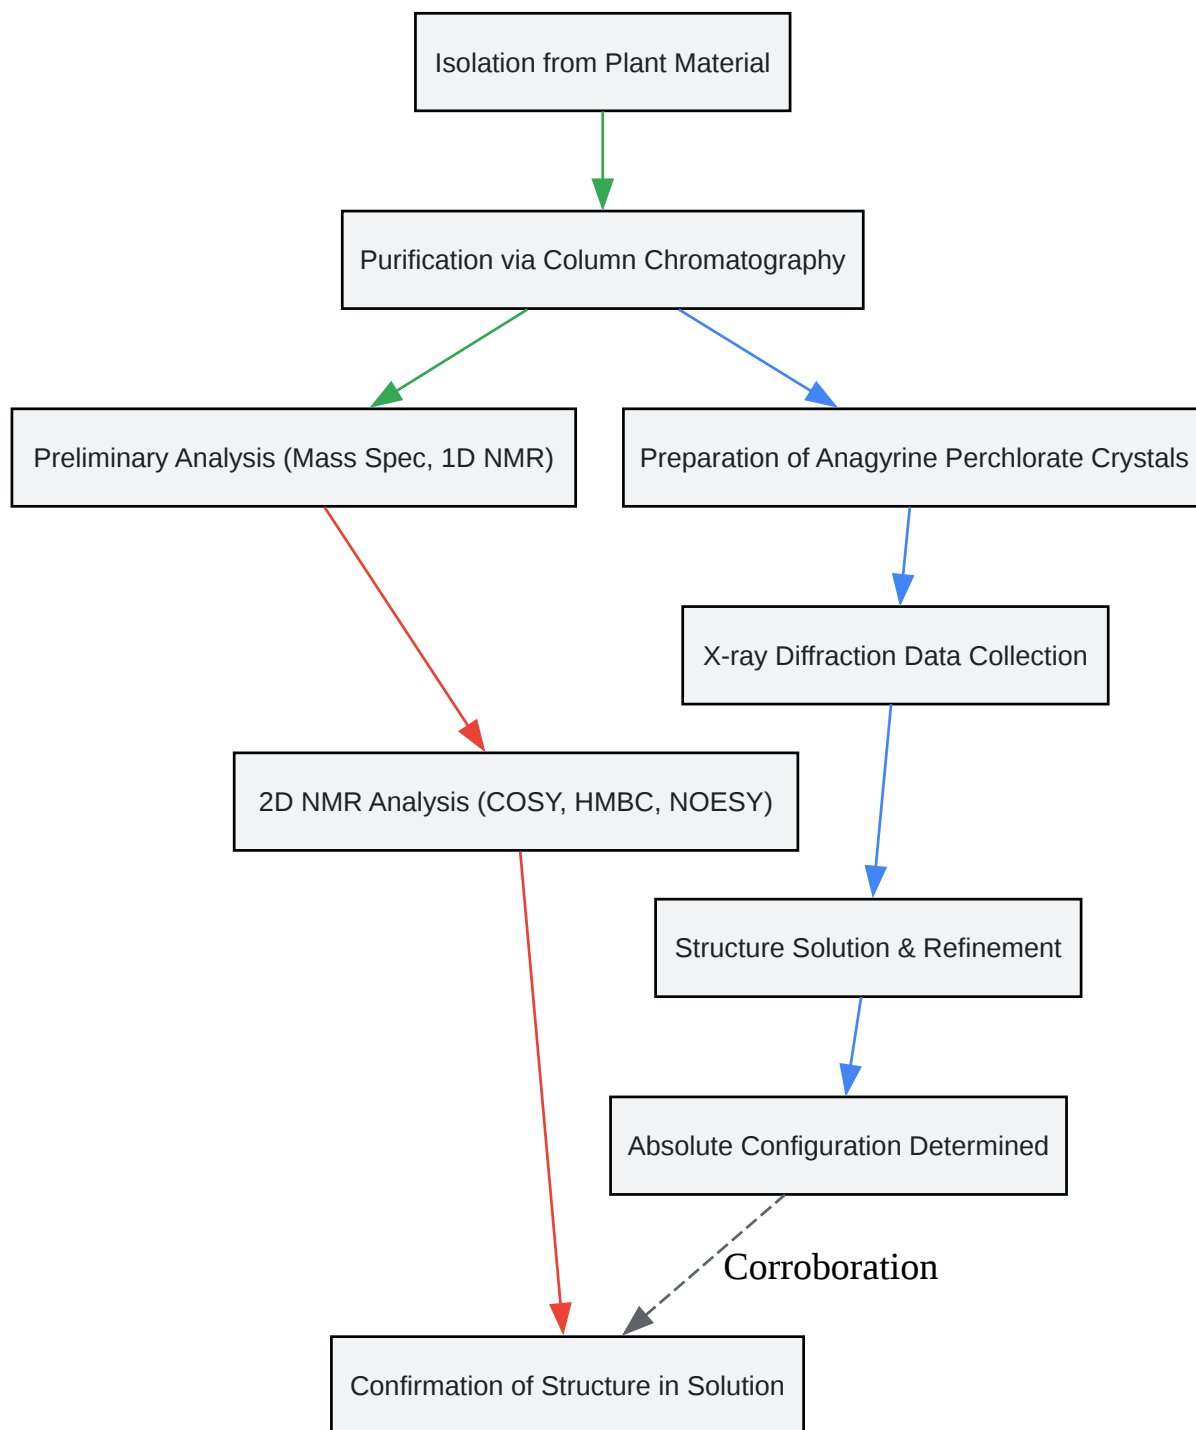 Isolation from Plant Material
Purification via Column Chromatography
Preliminary Analysis (Mass Spec, 1D NMR)
Preparation of Anagyrine Perchlorate Crystals
X-ray Diffraction Data Collection
2D NMR Analysis (COSY, HMBC, NOESY)
Structure Solution & Refinement
Absolute Configuration Determined
Corroboration
Confirmation of Structure in Solution